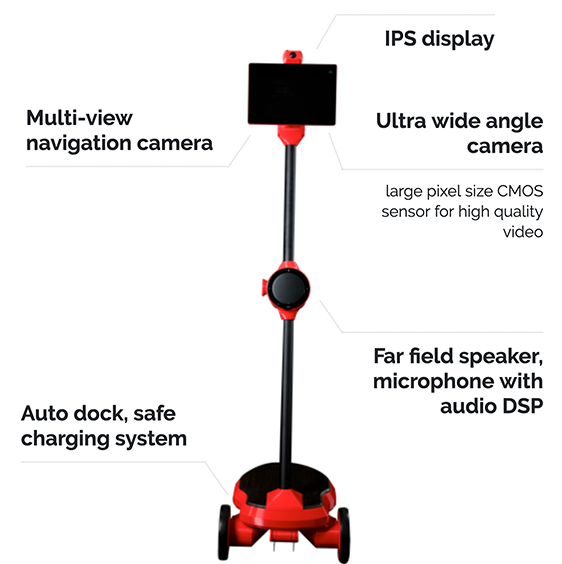 IPS display
Multi-view
navigation camera
Ultra wide angle
camera
large pixel size CMOS
sensor for high quality
video
Far field speaker,
microphone with
audio DSP
Auto dock, safe
charging system